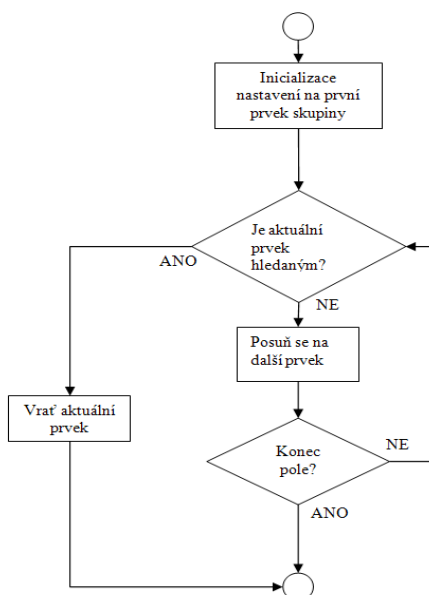 Inicializace
nastavení na první
prvek skupiny
Je aktuální
prvek
hledaným?
ANO
NE
Posuň se na
další prvek
Vrať aktuální
prvek
Konec
pole?
NE
ANO